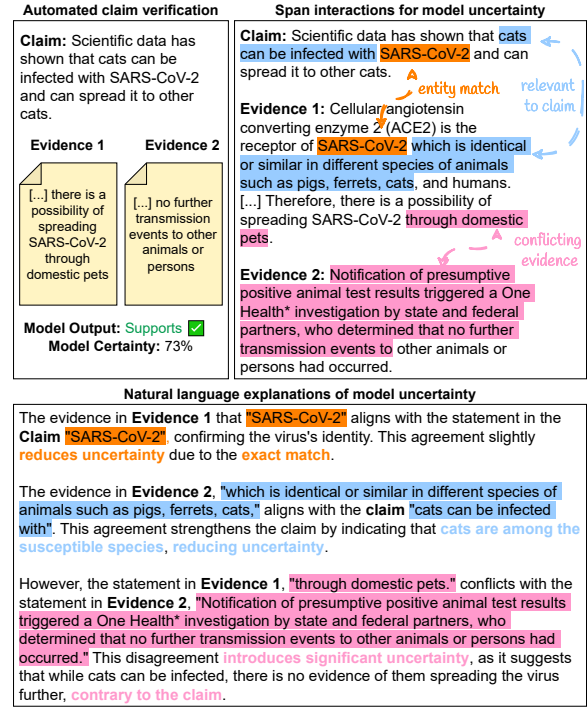 Automated claim verification
Claim: Scientific data has
shown that cats can be
infected with SARS-CoV-2
and can spread it to other
cats.
Evidence 1
Evidence 2
[...] there is a
possibility of
spreading
SARS-CoV-2
through
domestic pets
[...] no further
transmission
events to other
animals or
persons
Model Output: Supports ✅
Model Certainty: 73%
Span interactions for model uncertainty
Claim: Scientific data has shown that cats
can be infected with SARS-CoV-2 and can
spread it to other cats.
entity match
relevant
to claim
Evidence 1: Cellular angiotensin
converting enzyme 2 (ACE2) is the
receptor of SARS-CoV-2 which is identical
or similar in different species of animals
such as pigs, ferrets, cats, and humans.
[...] Therefore, there is a possibility of
spreading SARS-CoV-2 through domestic
pets.
conflicting
evidence
Evidence 2: Notification of presumptive
positive animal test results triggered a One
Health* investigation by state and federal
partners, who determined that no further
transmission events to other animals or
persons had occurred.
Natural language explanations of model uncertainty
The evidence in Evidence 1 that "SARS-CoV-2" aligns with the statement in the
Claim "SARS-CoV-2", confirming the virus's identity. This agreement slightly
reduces uncertainty due to the exact match.
The evidence in Evidence 2, "which is identical or similar in different species of
animals such as pigs, ferrets, cats," aligns with the claim "cats can be infected
with". This agreement strengthens the claim by indicating that cats are among the
susceptible species, reducing uncertainty.
However, the statement in Evidence 1, "through domestic pets." conflicts with the
statement in Evidence 2, "Notification of presumptive positive animal test results
triggered a One Health* investigation by state and federal partners, who
determined that no further transmission events to other animals or persons had
occurred." This disagreement introduces significant uncertainty, as it suggests
that while cats can be infected, there is no evidence of them spreading the virus
further, contrary to the claim.